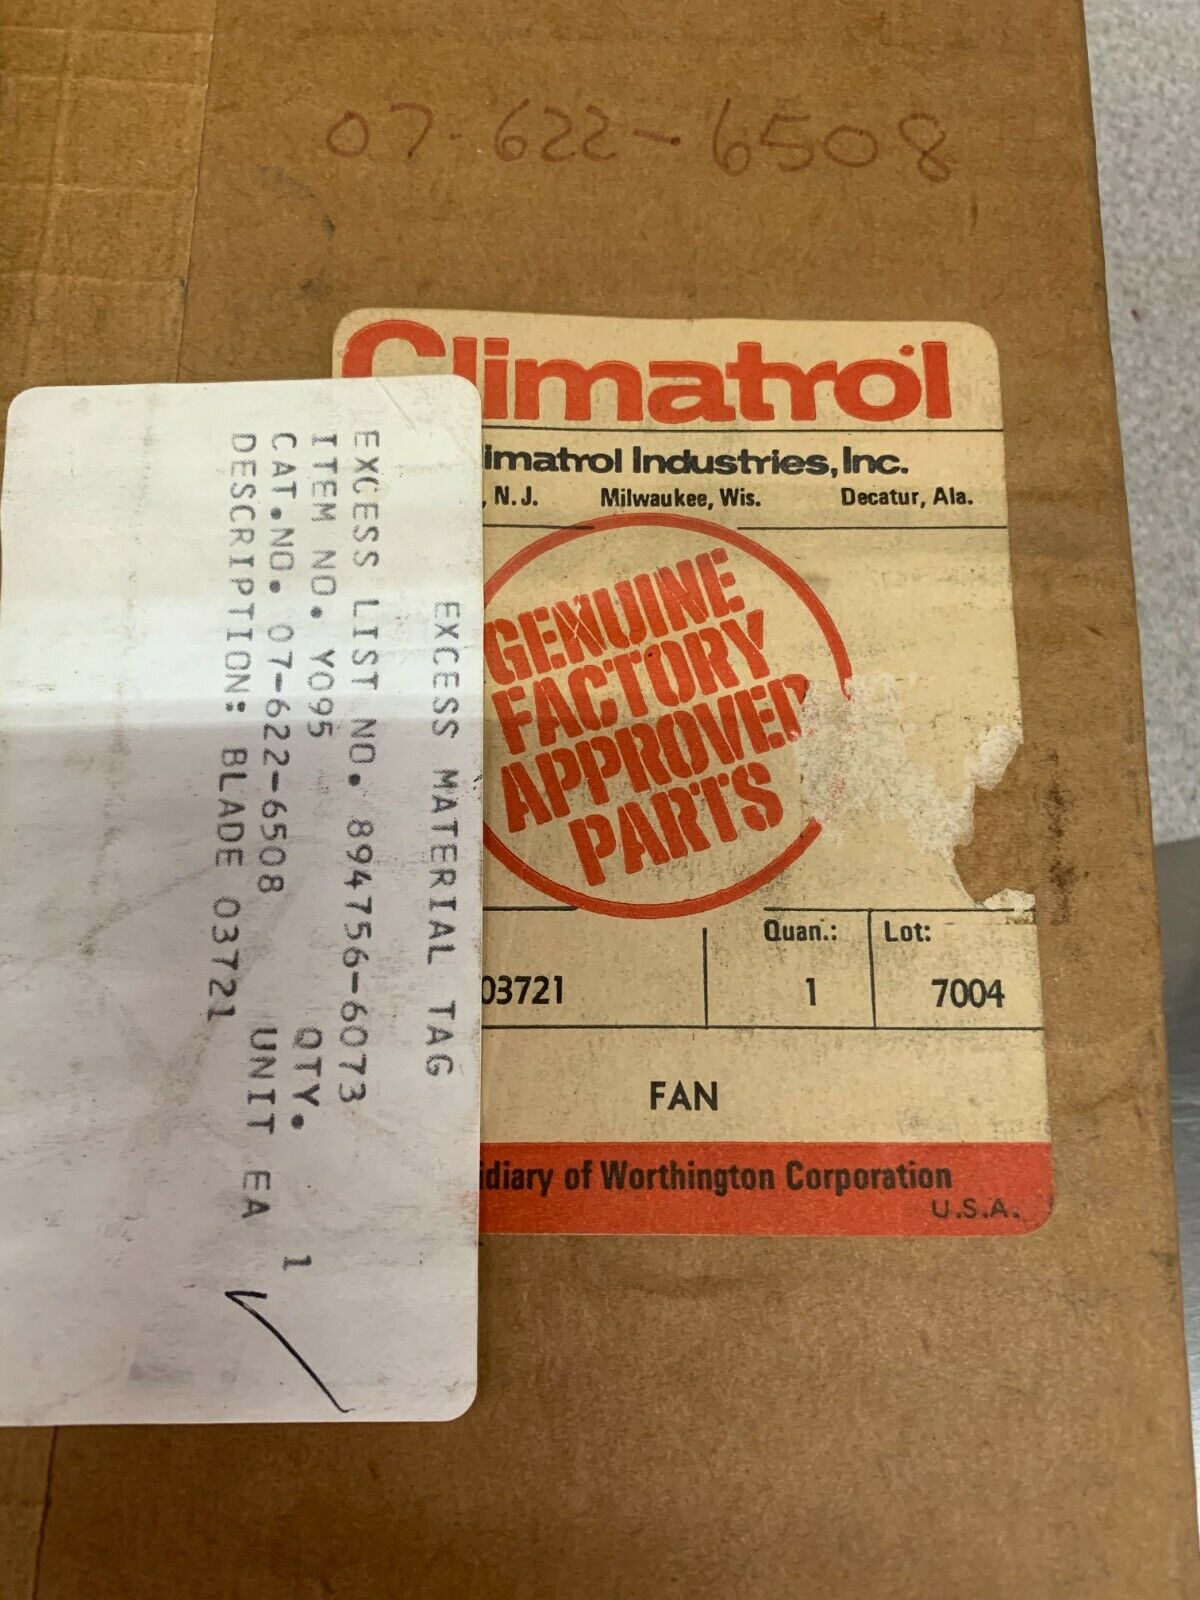 07-622-6508
Climatrol
limatrol Industries, Inc.
, N.J. Milwaukee, Wis. Decatur, Ala.
GENUINE
FACTORY
APPROVED
PARTS
Quan.: Lot:
03721 1 7004
FAN
idiary of Worthington Corporation
U.S.A.
EXCESS MATERIAL TAG
EXCESS LIST NO. 894756-6073
ITEM NO. Y095 QTY. 1
CAT.NO. 07-622-6508 UNIT EA
DESCRIPTION: BLADE 03721